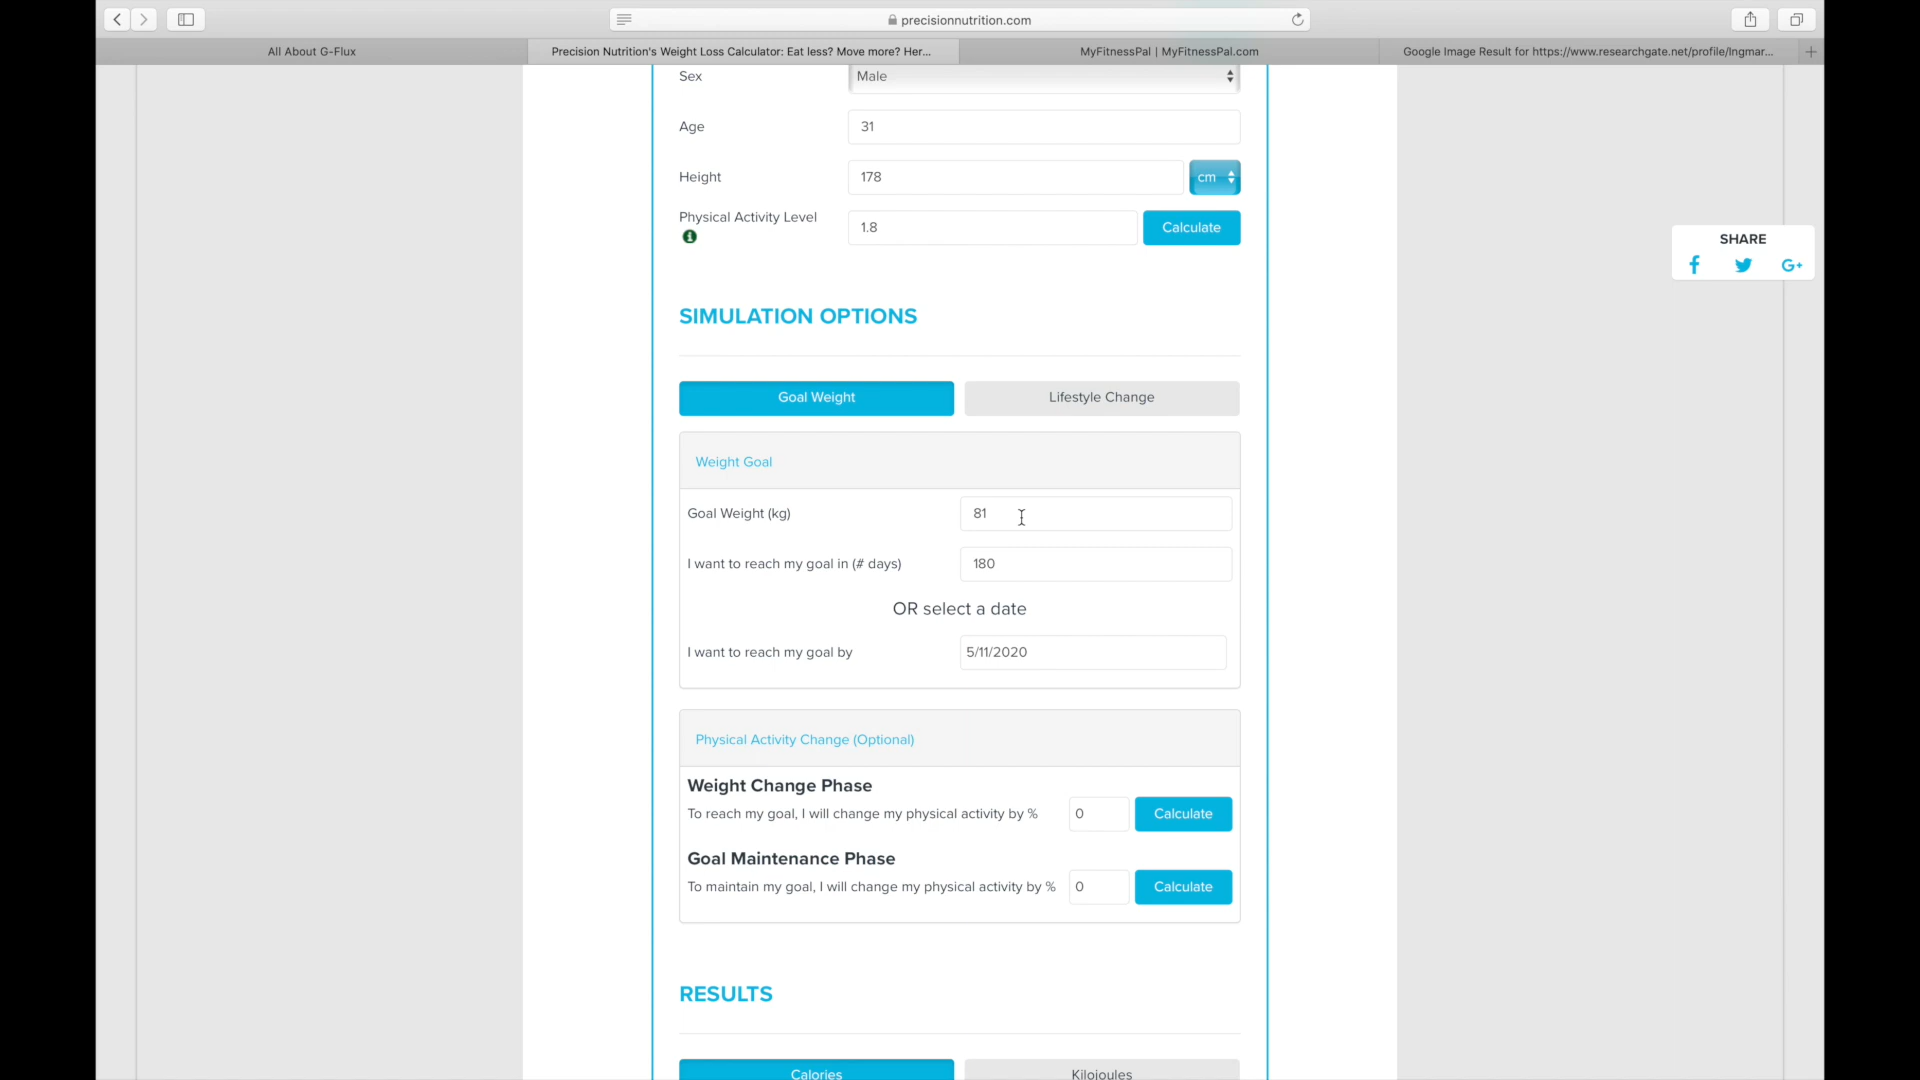 precisionnutrition.com
All About G-Flux
Precision Nutrition's Weight Loss Calculator: Eat less? Move more? Her...
MyFitnessPal | MyFitnessPal.com
Google Image Result for https://www.researchgate.net/profile/Ingmar...
Sex
Male
Age
31
Height
178
cm
Physical Activity Level
1.8
Calculate
SHARE
G+
SIMULATION OPTIONS
Goal Weight
Lifestyle Change
Weight Goal
Goal Weight (kg)
81
I want to reach my goal in (# days)
180
OR select a date
I want to reach my goal by
5/11/2020
Physical Activity Change (Optional)
Weight Change Phase
To reach my goal, I will change my physical activity by %
0
Calculate
Goal Maintenance Phase
To maintain my goal, I will change my physical activity by %
0
Calculate
RESULTS
Calories
Kilojoules